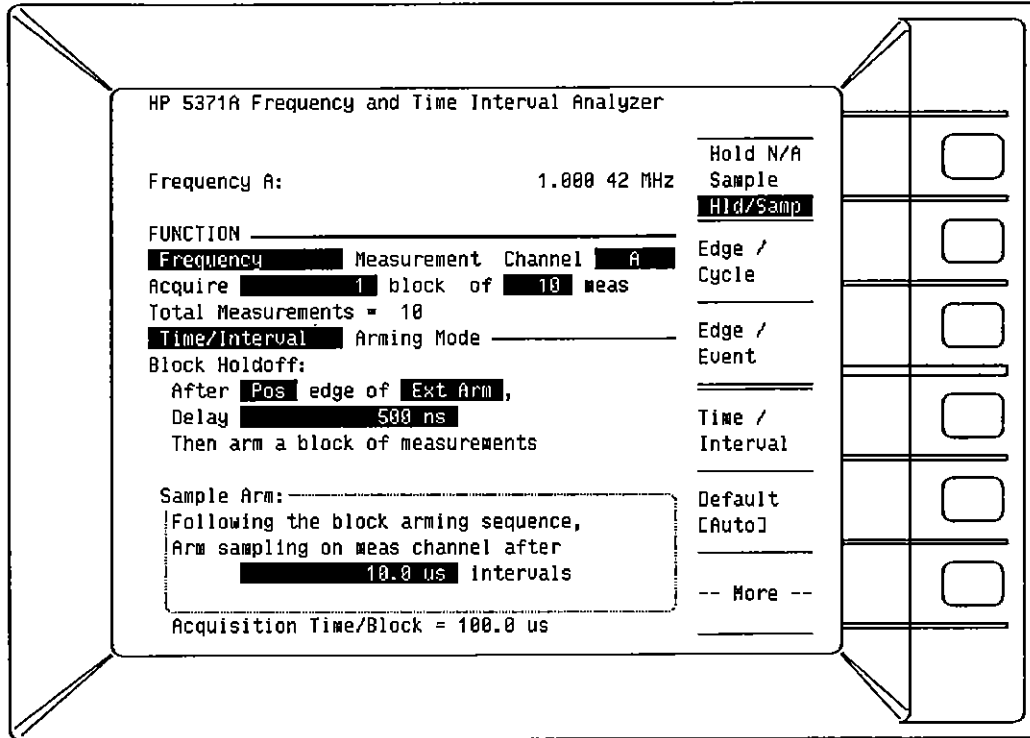 HP 5371A Frequency and Time Interval Analyzer
Frequency A: 1.000 42 MHz
FUNCTION
Frequency Measurement Channel A
Acquire 1 block of 10 meas
Total Measurements = 10
Time/Interval Arming Mode
Block Holdoff:
After Pos edge of Ext Arm,
Delay 500 ns
Then arm a block of measurements
Sample Arm:
Following the block arming sequence,
Arm sampling on meas channel after
10.0 us intervals
Acquisition Time/Block = 100.0 us
Hold N/A
Sample
Hld/Samp
Edge /
Cycle
Edge /
Event
Time /
Interval
Default
[Auto]
-- More --